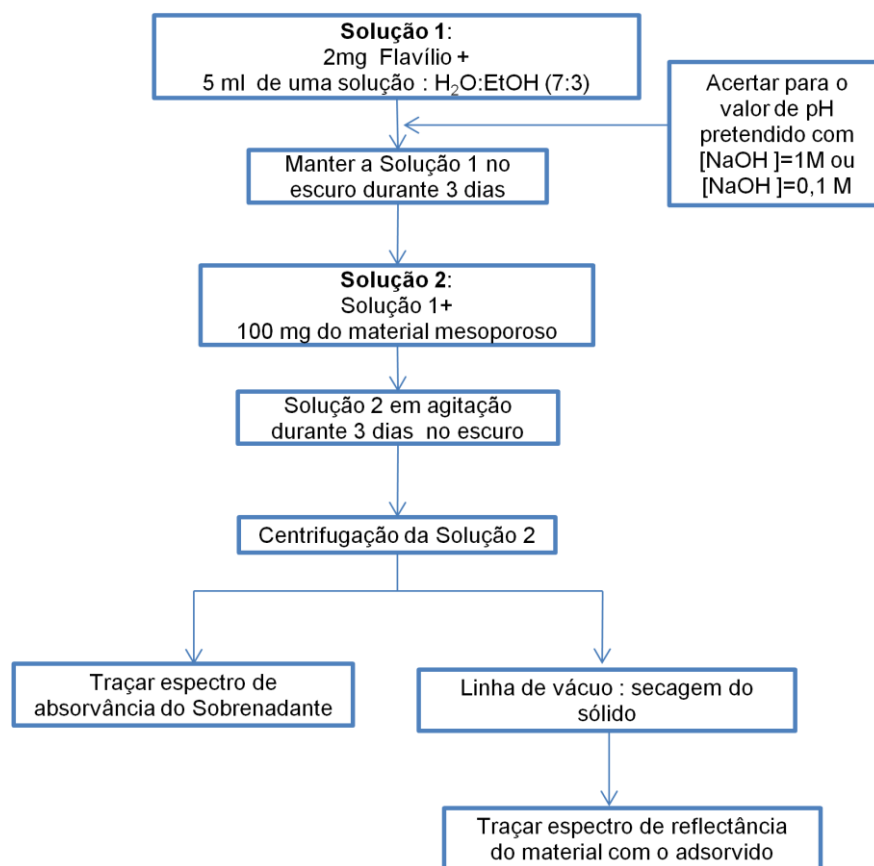 Solução 1:
2mg Flavílio +
5 ml de uma solução : H₂O:EtOH (7:3)
Acertar para o
valor de pH
pretendido com
[NaOH ]=1M ou
[NaOH ]=0,1 M
Manter a Solução 1 no
escuro durante 3 dias
Solução 2:
Solução 1+
100 mg do material mesoporoso
Solução 2 em agitação
durante 3 dias no escuro
Centrifugação da Solução 2
Traçar espectro de
absorvância do Sobrenadante
Linha de vácuo : secagem do
sólido
Traçar espectro de reflectância
do material com o adsorvido